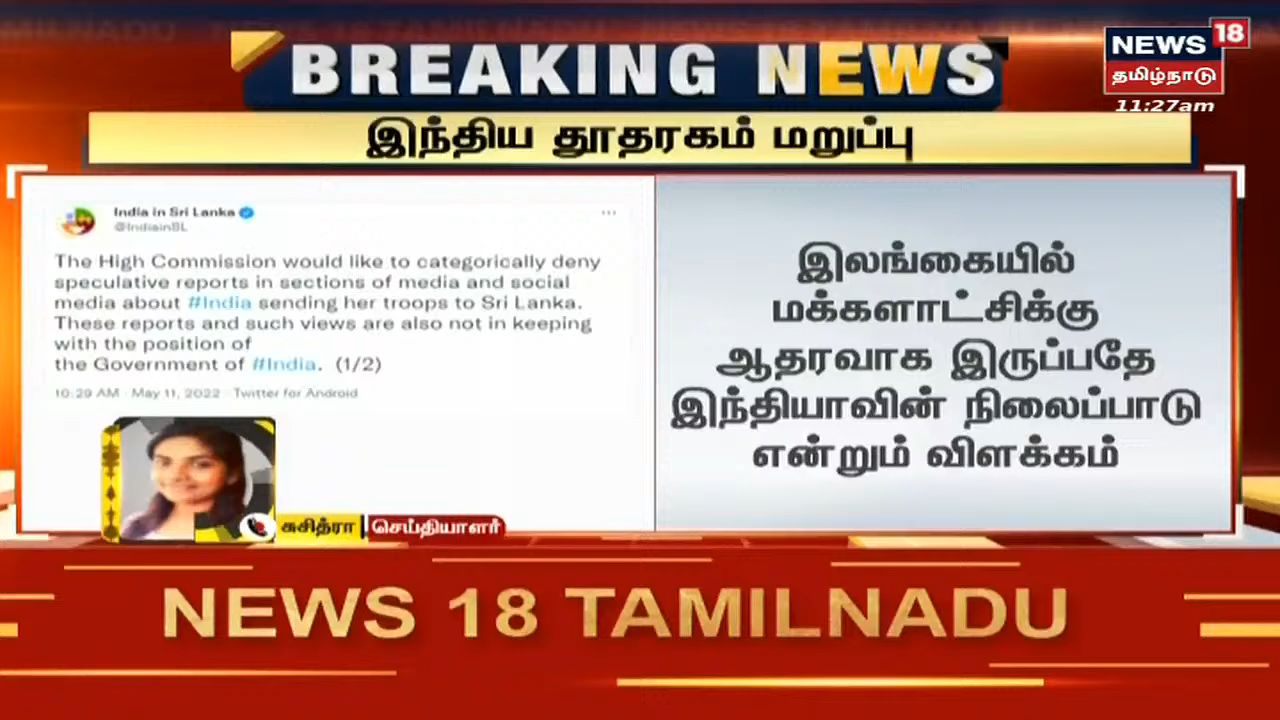 BREAKING NEWS
NEWS 18
தமிழ்நாடு
11:27am
இந்திய தூதரகம் மறுப்பு
India in Sri Lanka
@IndiainSL
The High Commission would like to categorically deny
speculative reports in sections of media and social
media about #India sending her troops to Sri Lanka.
These reports and such views are also not in keeping
with the position of
the Government of #India. (1/2)
10:29 AM · May 11, 2022 · Twitter for Android
இலங்கையில்
மக்களாட்சிக்கு
ஆதரவாக இருப்பதே
இந்தியாவின் நிலைப்பாடு
என்றும் விளக்கம்
சுசித்ரா செய்தியாளர்
NEWS 18 TAMILNADU